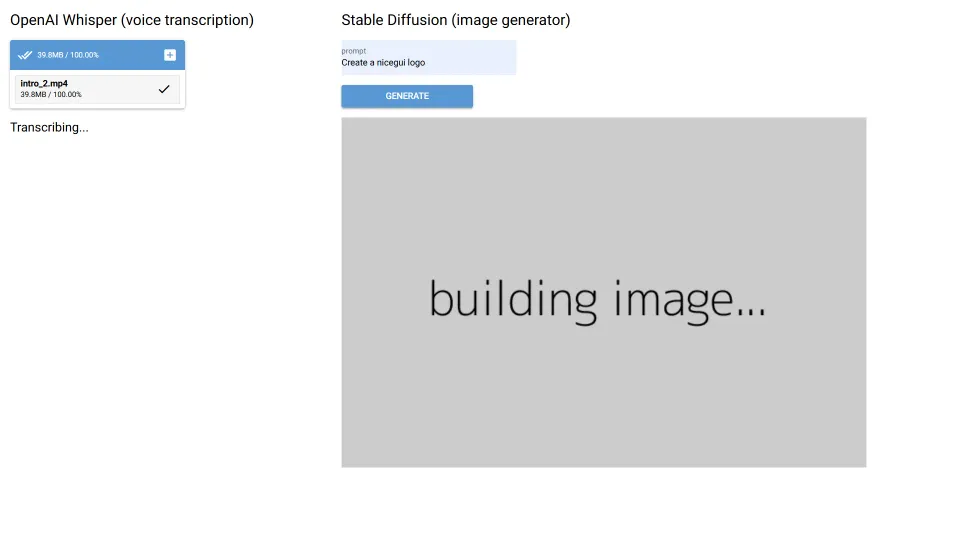 OpenAI Whisper (voice transcription)
39.8MB / 100.00%
intro_2.mp4
39.8MB / 100.00%
Transcribing...
Stable Diffusion (image generator)
prompt
Create a nicegui logo
GENERATE
building image...